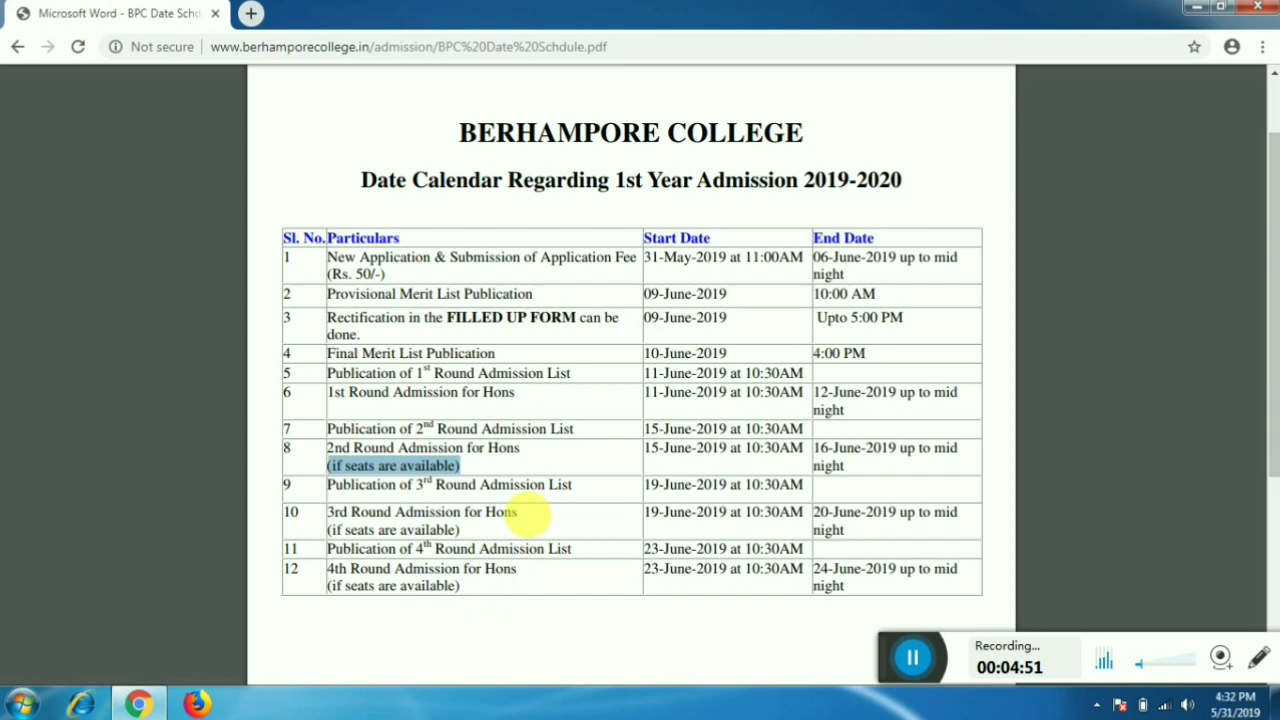 Microsoft Word - BPC Date Sch
Not secure
www.berhamporecollege.in/admission/BPC%20Date%20Schdule.pdf
BERHAMPORE COLLEGE
Date Calendar Regarding 1st Year Admission 2019-2020
Sl. No. Particulars Start Date End Date
1 New Application & Submission of Application Fee 31-May-2019 at 11:00AM 06-June-2019 up to mid
(Rs. 50/-) night
2 Provisional Merit List Publication 09-June-2019 10:00 AM
3 Rectification in the FILLED UP FORM can be 09-June-2019 Upto 5:00 PM
done.
4 Final Merit List Publication 10-June-2019 4:00 PM
5 Publication of 1st Round Admission List 11-June-2019 at 10:30AM
6 1st Round Admission for Hons 11-June-2019 at 10:30AM 12-June-2019 up to mid
night
7 Publication of 2nd Round Admission List 15-June-2019 at 10:30AM
8 2nd Round Admission for Hons 15-June-2019 at 10:30AM 16-June-2019 up to mid
(if seats are available) night
9 Publication of 3rd Round Admission List 19-June-2019 at 10:30AM
10 3rd Round Admission for Hons 19-June-2019 at 10:30AM 20-June-2019 up to mid
(if seats are available) night
11 Publication of 4th Round Admission List 23-June-2019 at 10:30AM
12 4th Round Admission for Hons 23-June-2019 at 10:30AM 24-June-2019 up to mid
(if seats are available) night
Recording...
00:04:51
4:32 PM
5/31/2019